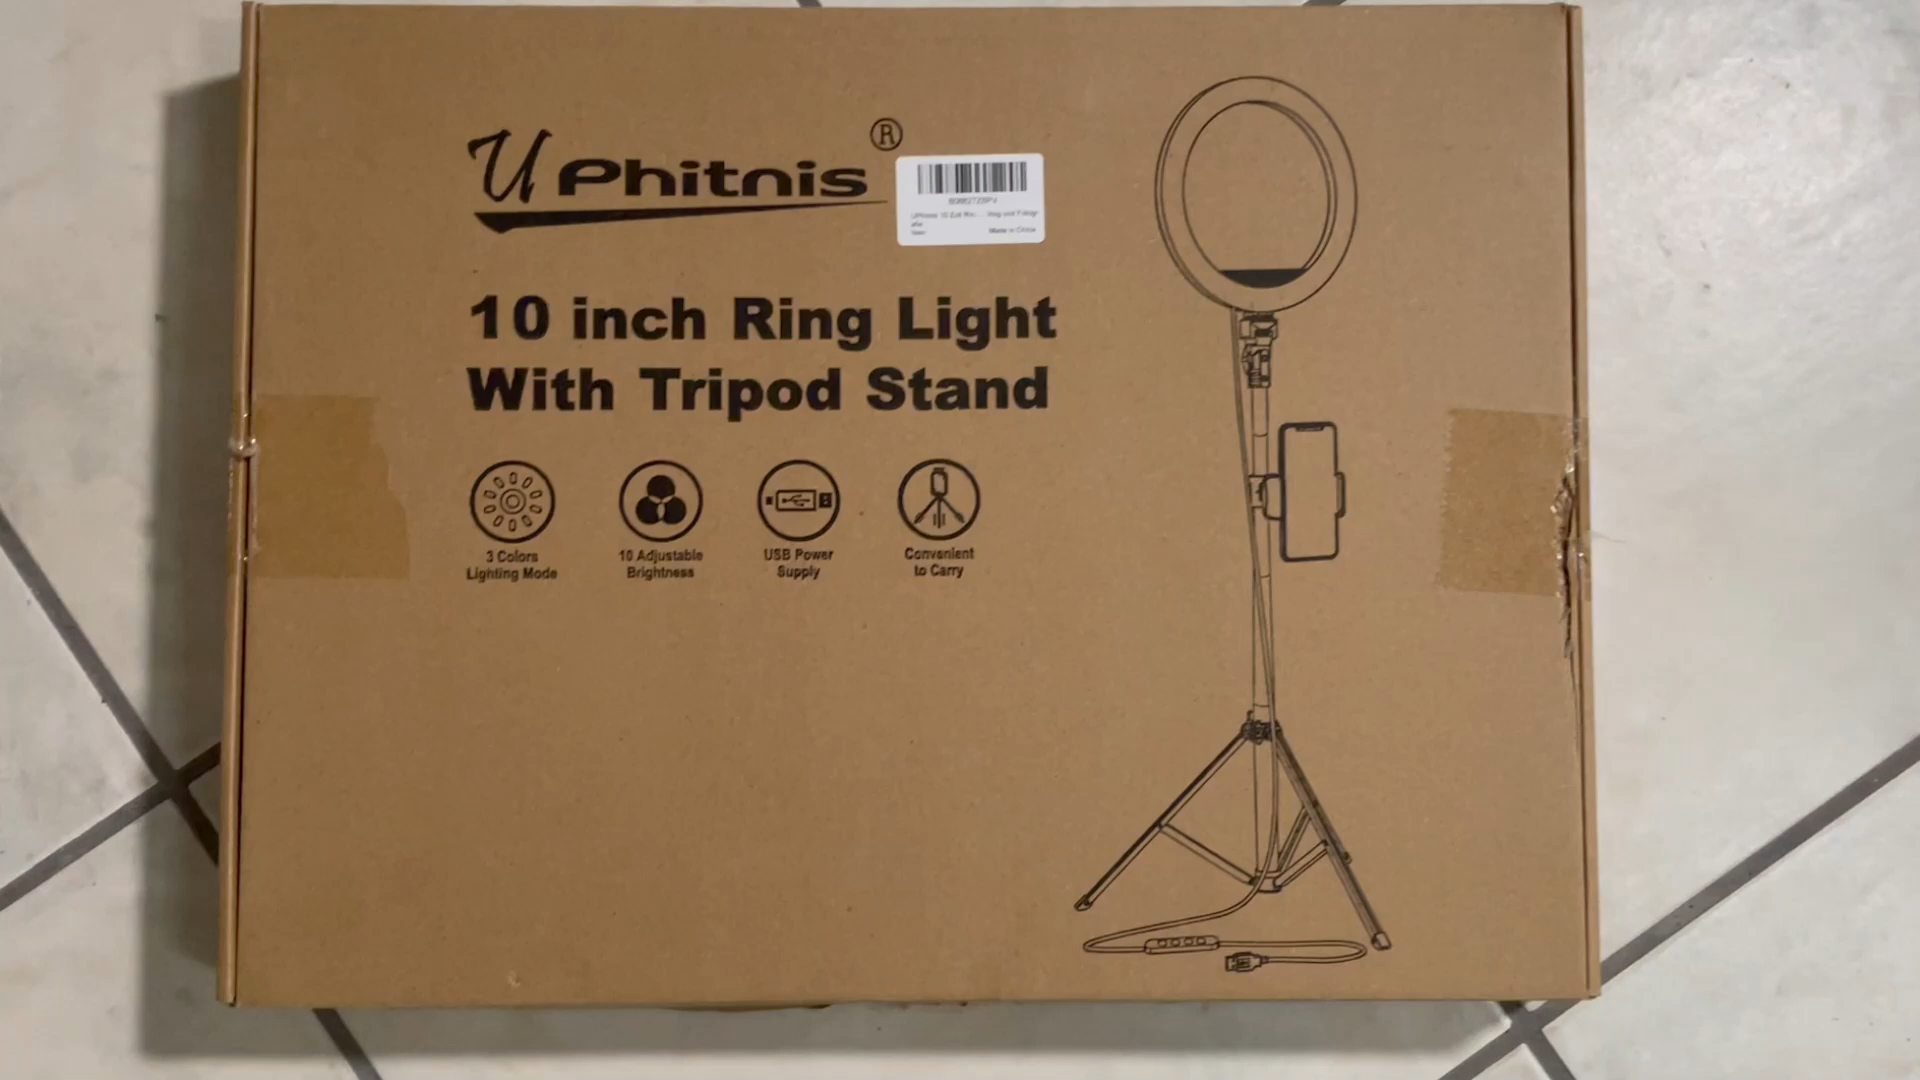 UPhitnis®
10 inch Ring Light
With Tripod Stand
3 Colors
Lighting Mode
10 Adjustable
Brightness
USB Power
Supply
Convenient
to Carry
Made in China